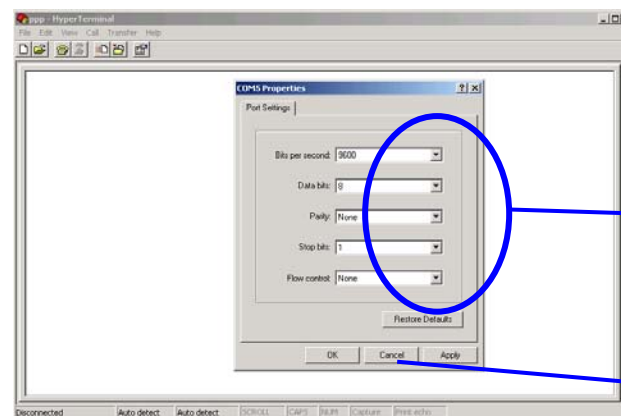 ppp - HyperTerminal
File Edit View Call Transfer Help
COM5 Properties
Port Settings
Bits per second: 9600
Data bits: 8
Parity: None
Stop bits: 1
Flow control: None
Restore Defaults
OK Cancel Apply
Disconnected Auto detect Auto detect SCROLL CAPS NUM Capture Print echo